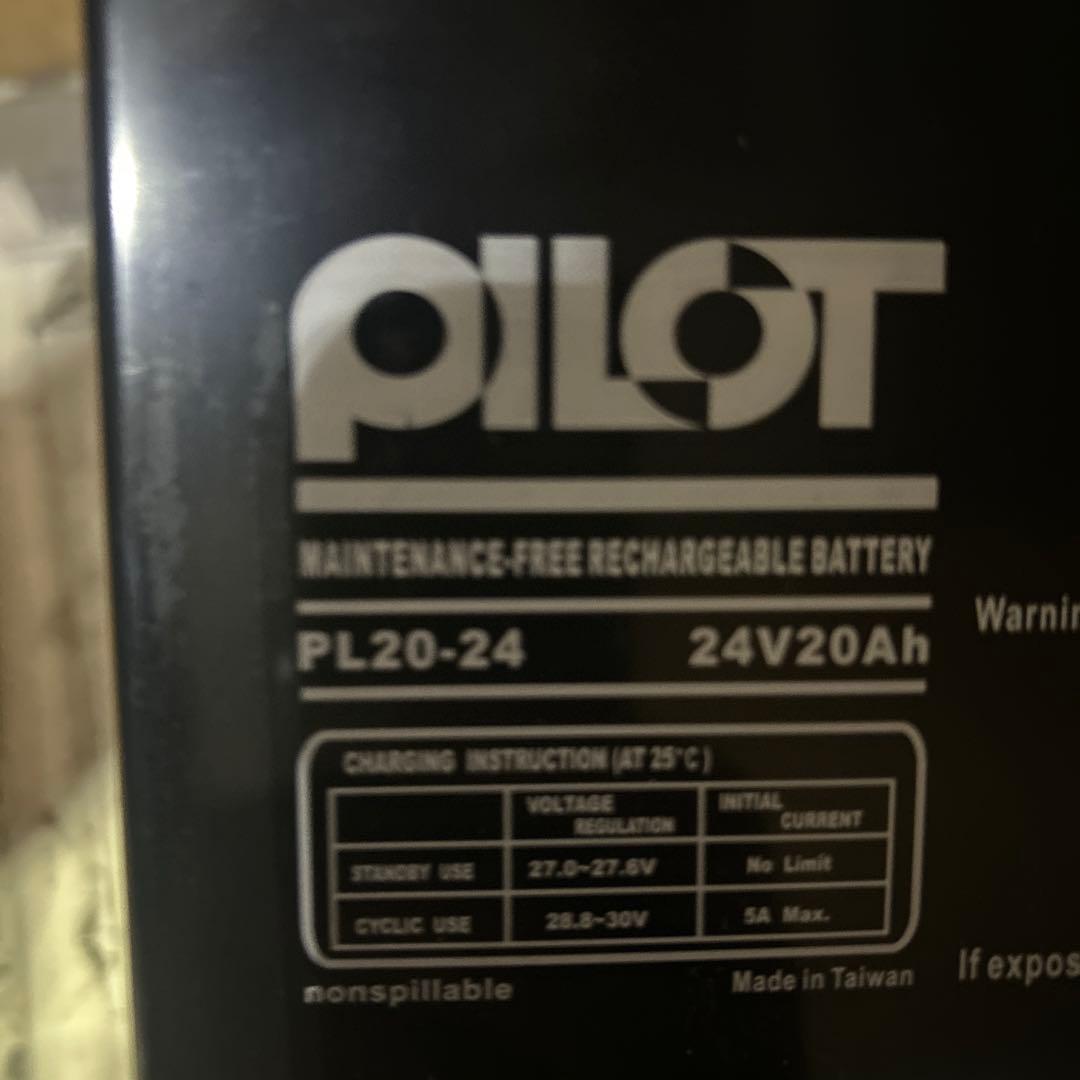 PILOT
MAINTENANCE-FREE RECHARGEABLE BATTERY
PL20-24 24V20Ah
CHARGING INSTRUCTION (AT 25°C)
VOLTAGE REGULATION INITIAL CURRENT
STANDBY USE 27.0~27.6V No Limit
CYCLIC USE 28.8~30V 5A Max.
nonspillable Made in Taiwan
Warnin
If expos